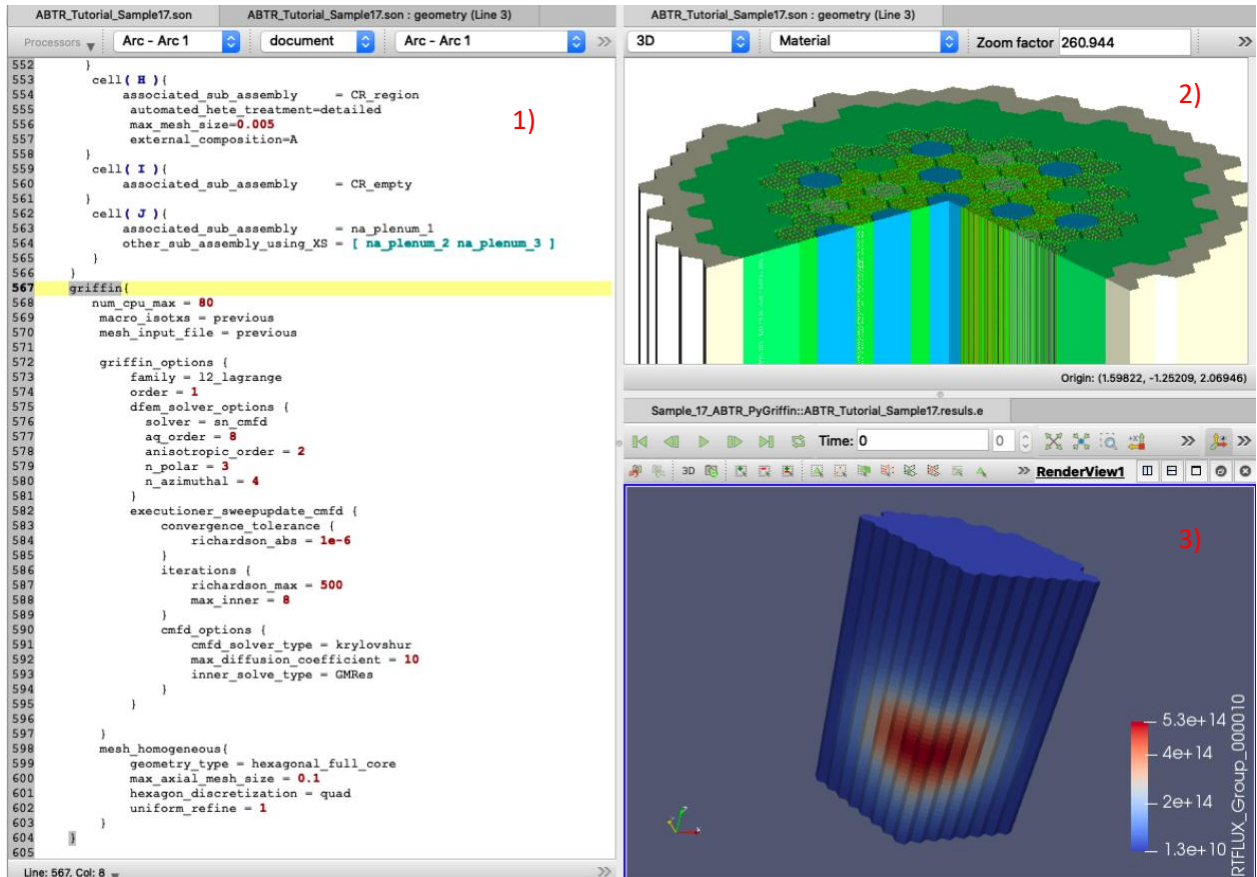 ABTR_Tutorial_Sample17.son
ABTR_Tutorial_Sample17.son : geometry (Line 3)
Processors
Arc - Arc 1
document
Arc - Arc 1
>>
1)
552 }
553 cell( H ){
554 associated_sub_assembly = CR_region
555 automated_hete_treatment=detailed
556 max_mesh_size=0.005
557 external_composition=A
558 }
559 cell( I ){
560 associated_sub_assembly = CR_empty
561 }
562 cell( J ){
563 associated_sub_assembly = na_plenum_1
564 other_sub_assembly_using_XS = [ na_plenum_2 na_plenum_3 ]
565 }
566 }
567 griffin{
568 num_cpu_max = 80
569 macro_isotxs = previous
570 mesh_input_file = previous
571
572 griffin_options {
573 family = l2_lagrange
574 order = 1
575 dfem_solver_options {
576 solver = sn_cmfd
577 aq_order = 8
578 anisotropic_order = 2
579 n_polar = 3
580 n_azimuthal = 4
581 }
582 executioner_sweepupdate_cmfd {
583 convergence_tolerance {
584 richardson_abs = 1e-6
585 }
586 iterations {
587 richardson_max = 500
588 max_inner = 8
589 }
590 cmfd_options {
591 cmfd_solver_type = krylovshur
592 max_diffusion_coefficient = 10
593 inner_solve_type = GMRes
594 }
595 }
596
597 }
598 mesh_homogeneous{
599 geometry_type = hexagonal_full_core
600 max_axial_mesh_size = 0.1
601 hexagon_discretization = quad
602 uniform_refine = 1
603 }
604 }
605
Line: 567, Col: 8
>>
ABTR_Tutorial_Sample17.son : geometry (Line 3)
3D
Material
Zoom factor 260.944
>>
2)
Origin: (1.59822, -1.25209, 2.06946)
Sample_17_ABTR_PyGriffin::ABTR_Tutorial_Sample17.resuls.e
Time: 0
0
>>
>>
3D
>> RenderView1
3)
5.3e+14
4e+14
2e+14
1.3e+10
RTFLUX_Group_000010